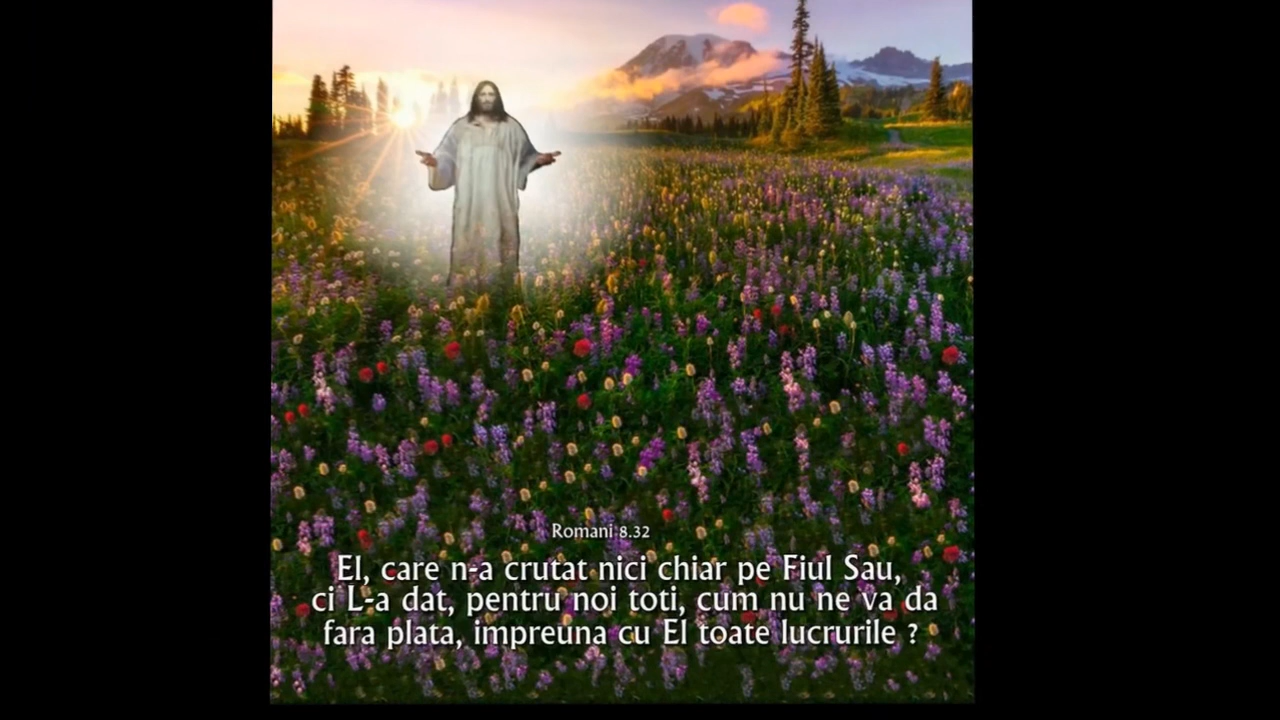 Romani 8.32
El, care n-a crutat nici chiar pe Fiul Sau,
ci L-a dat, pentru noi toti, cum nu ne va da
fara plata, impreuna cu El toate lucrurile ?